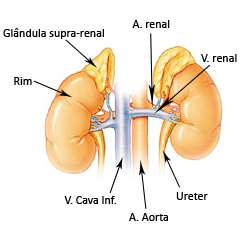 A. renal
Glândula supra-renal
V. renal
Rim
Ureter
V. Cava Inf.
A. Aorta